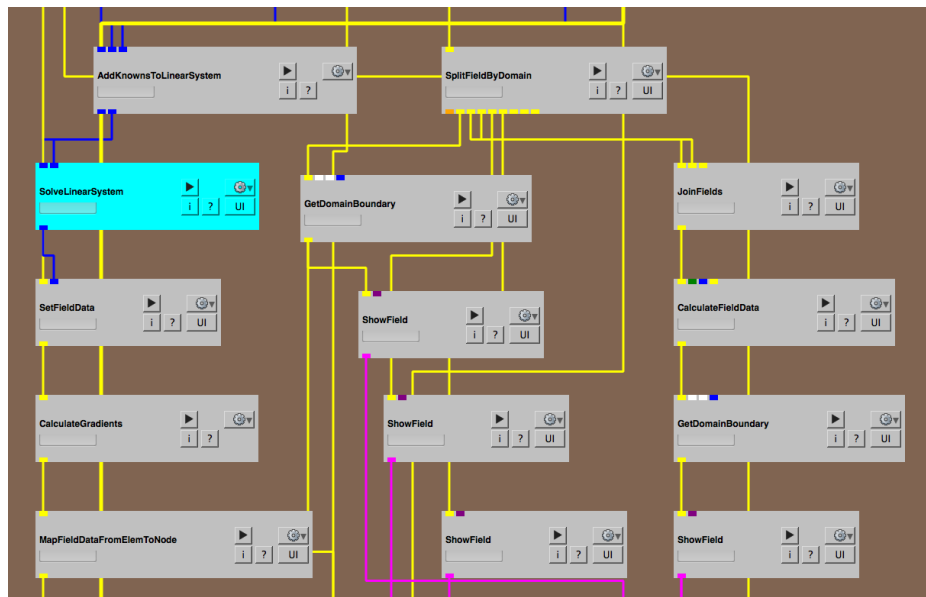 AddKnownsToLinearSystem
i ?
SplitFieldByDomain
i ? UI
SolveLinearSystem
i ? UI
GetDomainBoundary
i ? UI
JoinFields
i ? UI
SetFieldData
i ? UI
ShowField
i ? UI
CalculateFieldData
i ? UI
CalculateGradients
i ?
ShowField
i ? UI
GetDomainBoundary
i ? UI
MapFieldDataFromElemToNode
i ? UI
ShowField
i ? UI
ShowField
i ? UI